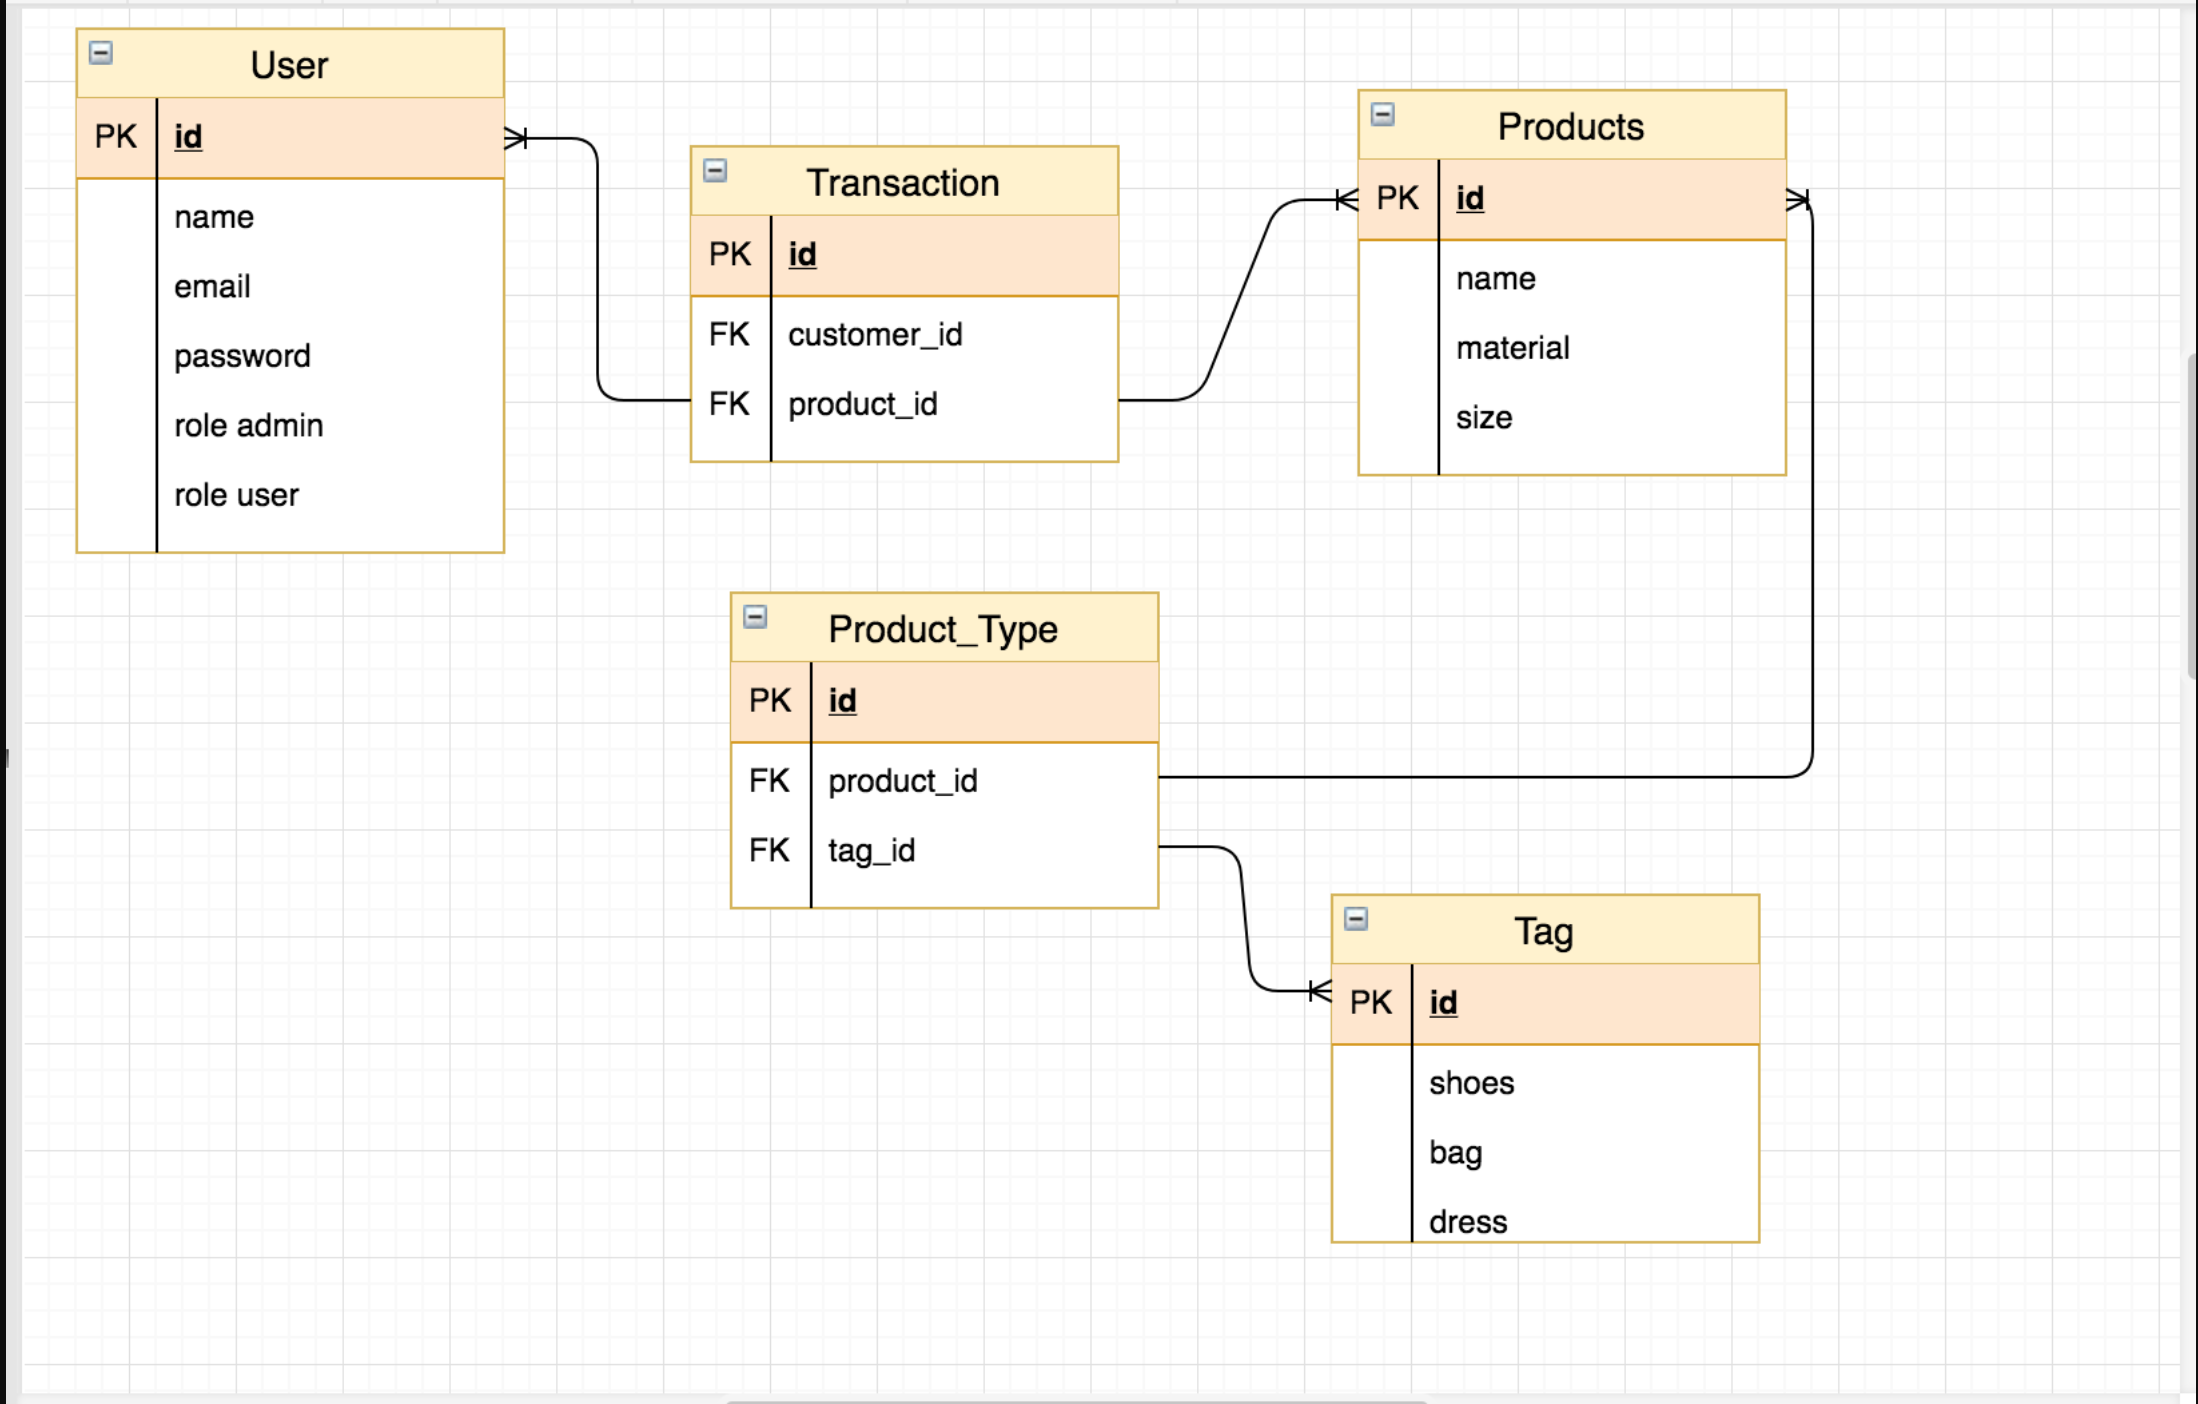 User
PK id
name
email
password
role admin
role user
Transaction
PK id
FK customer_id
FK product_id
Products
PK id
name
material
size
Product_Type
PK id
FK product_id
FK tag_id
Tag
PK id
shoes
bag
dress